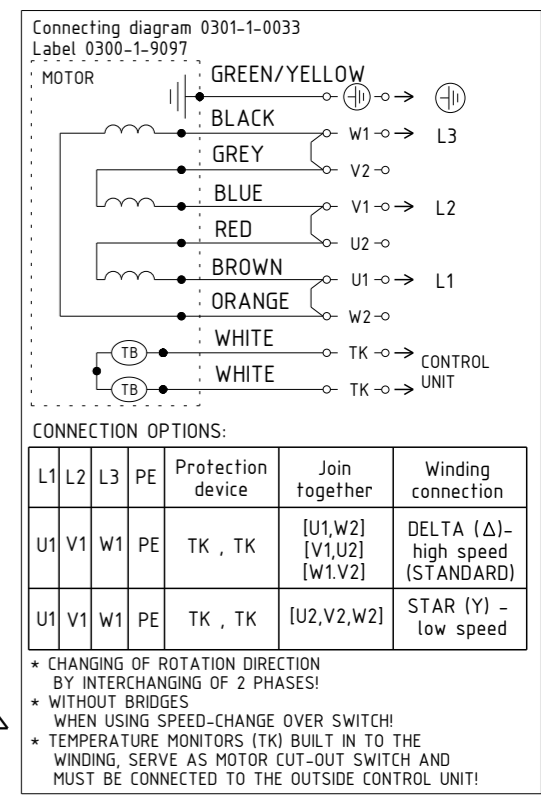 Connecting diagram 0301-1-0033
Label 0300-1-9097
MOTOR
GREEN/YELLOW
BLACK
W1
L3
GREY
V2
BLUE
V1
L2
RED
U2
BROWN
U1
L1
ORANGE
W2
WHITE
TB
TK
CONTROL
UNIT
WHITE
TB
TK
CONNECTION OPTIONS:
L1 L2 L3 PE Protection device Join together Winding connection
U1 V1 W1 PE TK , TK [U1,W2] [V1,U2] [W1.V2] DELTA (Δ)- high speed (STANDARD)
U1 V1 W1 PE TK , TK [U2,V2,W2] STAR (Y) - low speed
* CHANGING OF ROTATION DIRECTION
BY INTERCHANGING OF 2 PHASES!
* WITHOUT BRIDGES
WHEN USING SPEED-CHANGE OVER SWITCH!
* TEMPERATURE MONITORS (TK) BUILT IN TO THE
WINDING, SERVE AS MOTOR CUT-OUT SWITCH AND
MUST BE CONNECTED TO THE OUTSIDE CONTROL UNIT!